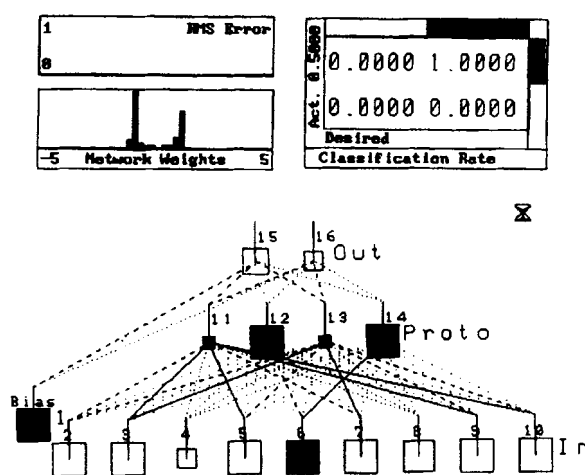 1 RMS Error
0
-5 Network Weights 5
Act. 0.5000
0.0000 1.0000
0.0000 0.0000
Desired
Classification Rate
15 16
Out
11 12 13 14
Proto
Bias
1
2 3 4 5 6 7 8 9 10
In